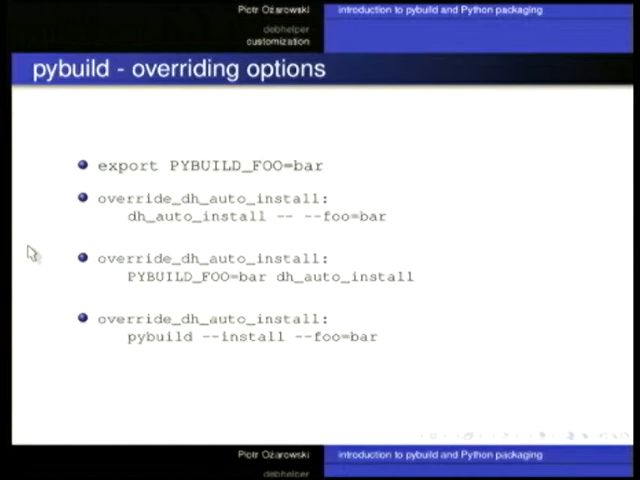 Piotr Ożarowski
introduction to pybuild and Python packaging
debhelper
customization
pybuild - overriding options
export PYBUILD_FOO=bar
override_dh_auto_install:
dh_auto_install -- --foo=bar
override_dh_auto_install:
PYBUILD_FOO=bar dh_auto_install
override_dh_auto_install:
pybuild --install --foo=bar
Piotr Ożarowski
introduction to pybuild and Python packaging
debhelper